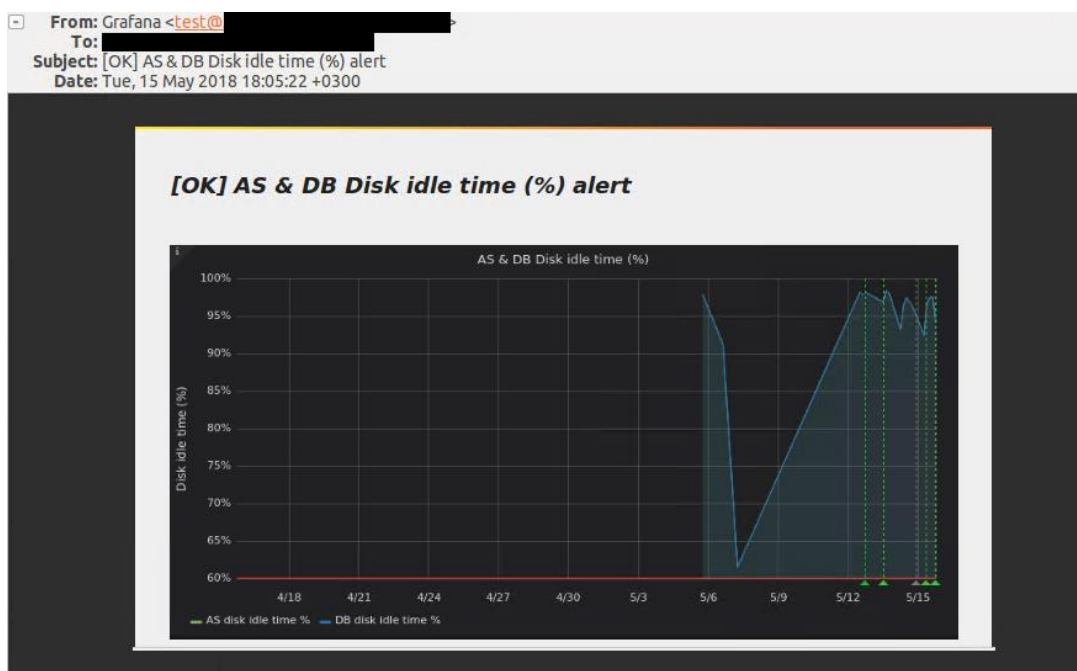 From: Grafana <test@ >
To:
Subject: [OK] AS & DB Disk idle time (%) alert
Date: Tue, 15 May 2018 18:05:22 +0300
[OK] AS & DB Disk idle time (%) alert
i
AS & DB Disk idle time (%)
100%
95%
90%
85%
80%
75%
70%
65%
60%
Disk idle time (%)
4/18 4/21 4/24 4/27 4/30 5/3 5/6 5/9 5/12 5/15
AS disk idle time % DB disk idle time %